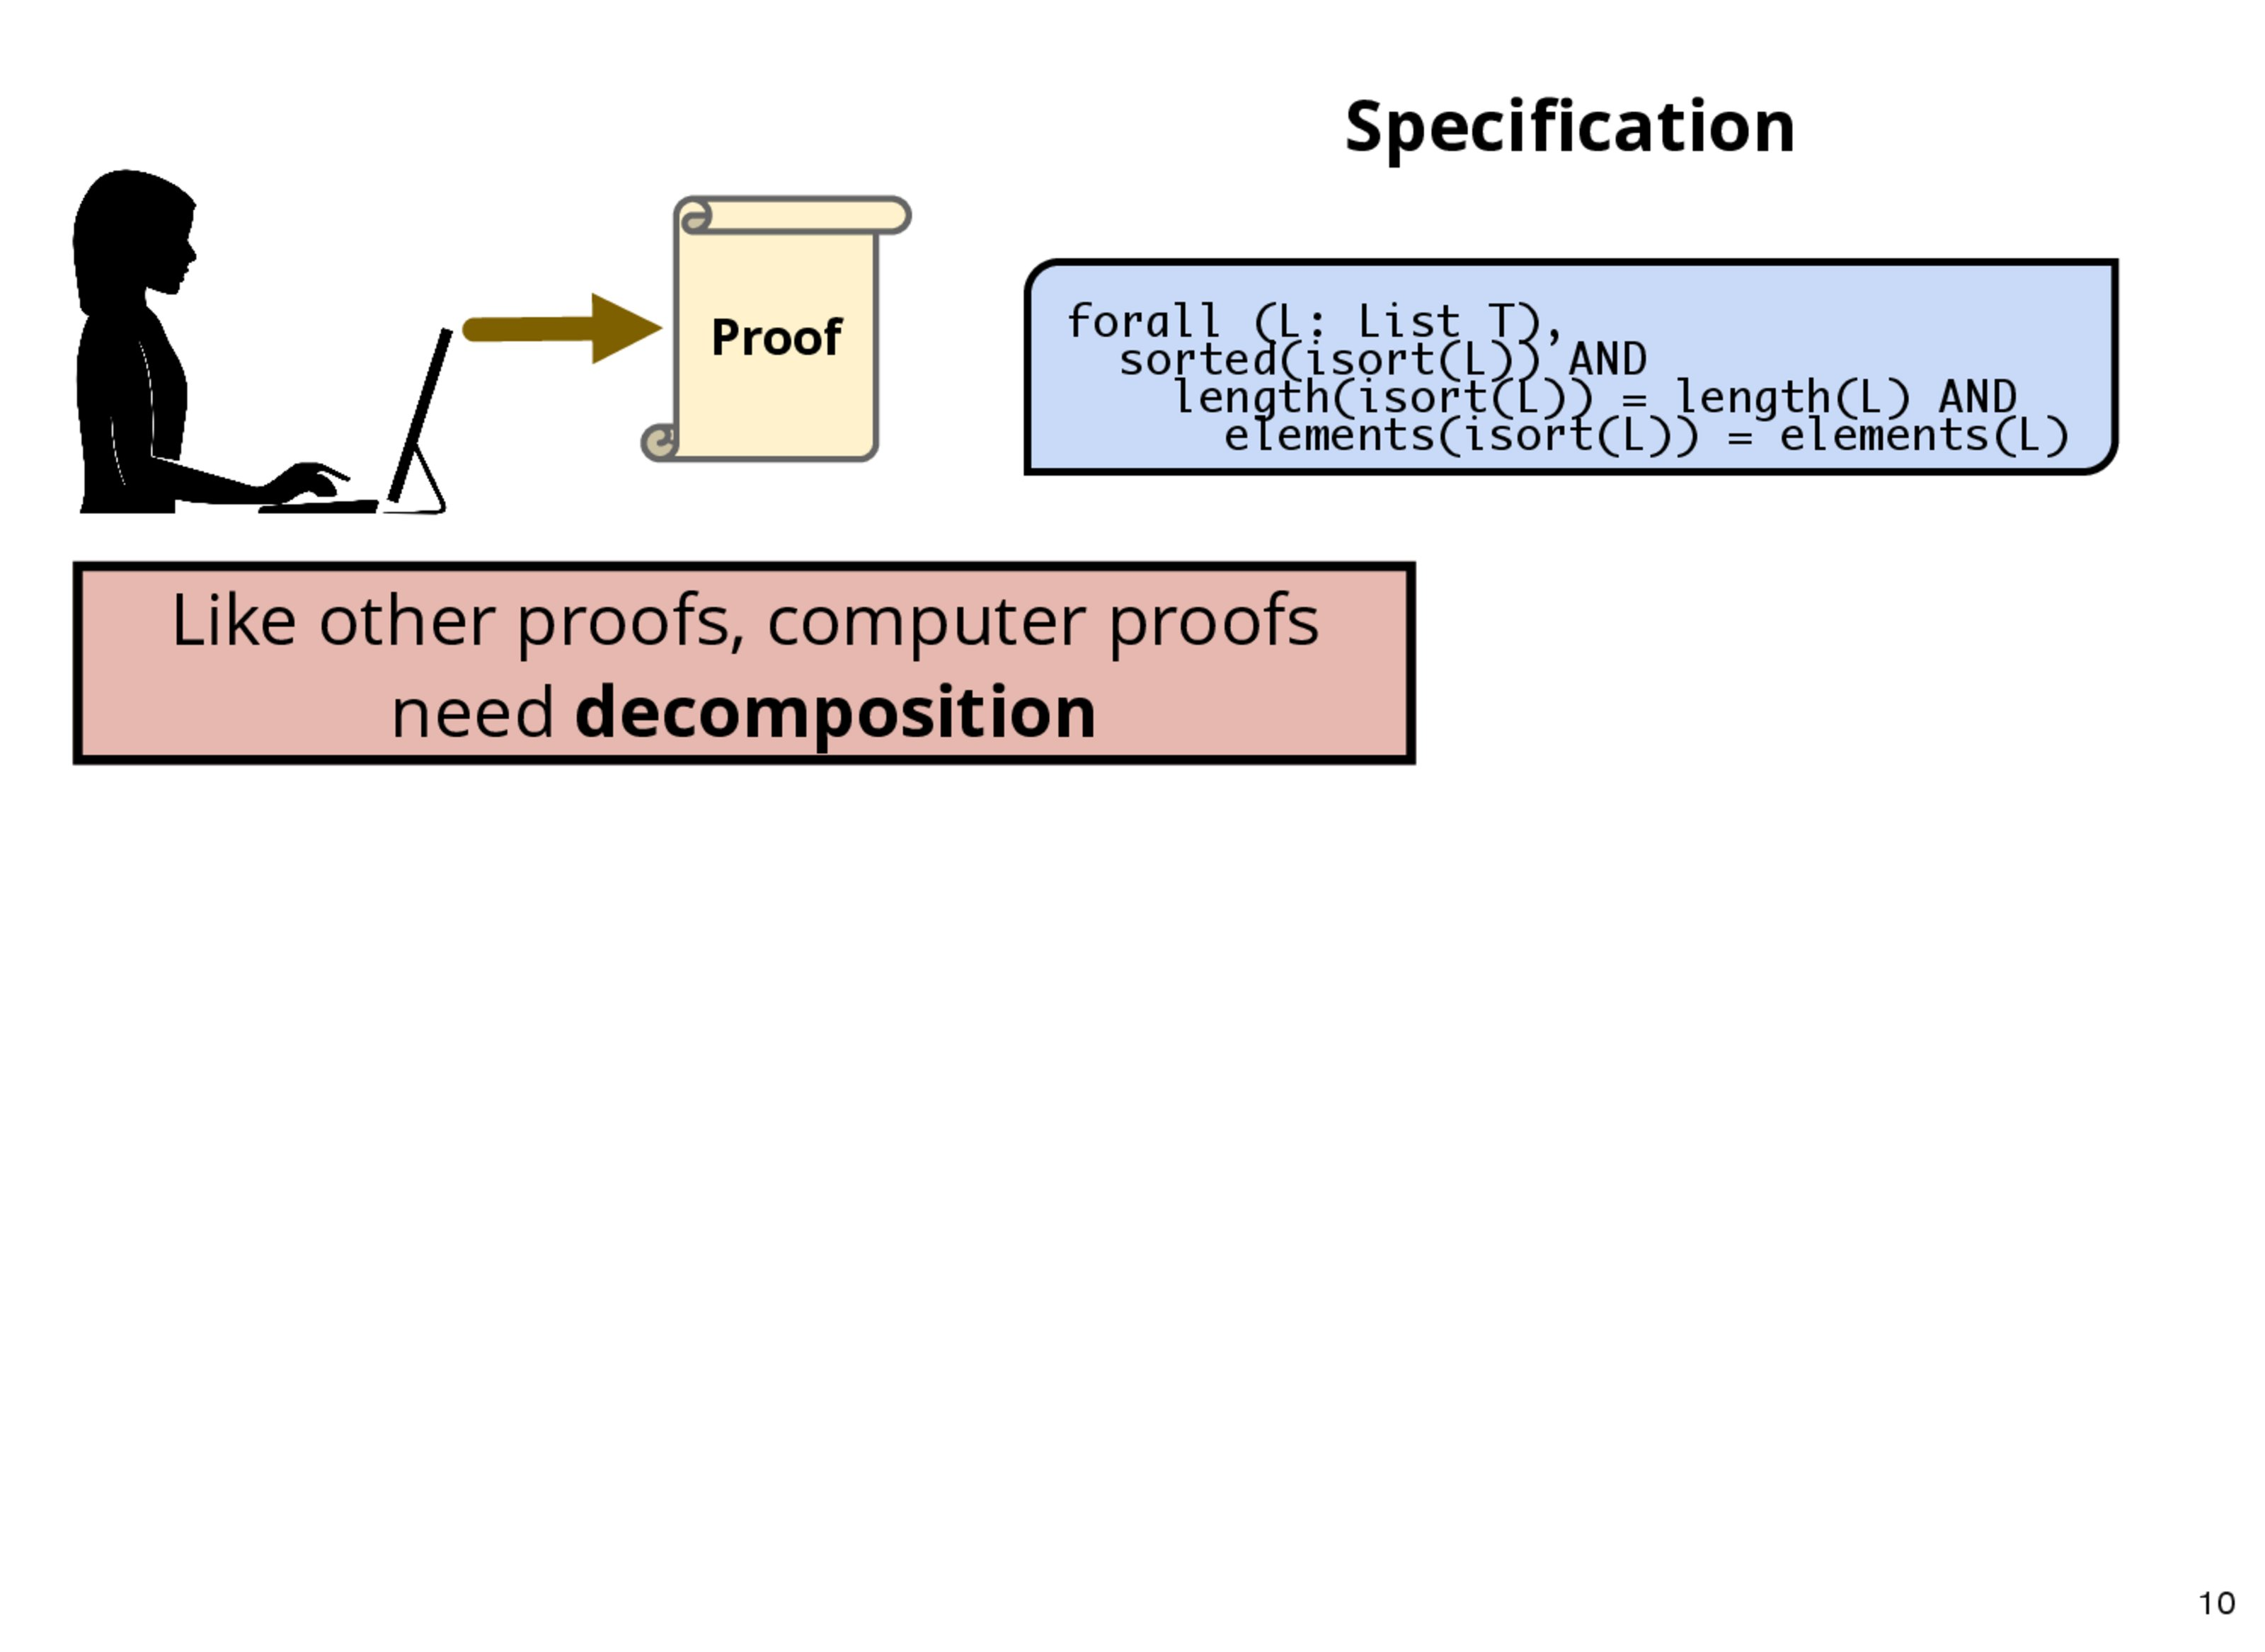 Specification
Proof
forall (L: List T),
sorted(isort(L)) AND
length(isort(L)) = length(L) AND
elements(isort(L)) = elements(L)
Like other proofs, computer proofs
need decomposition
10